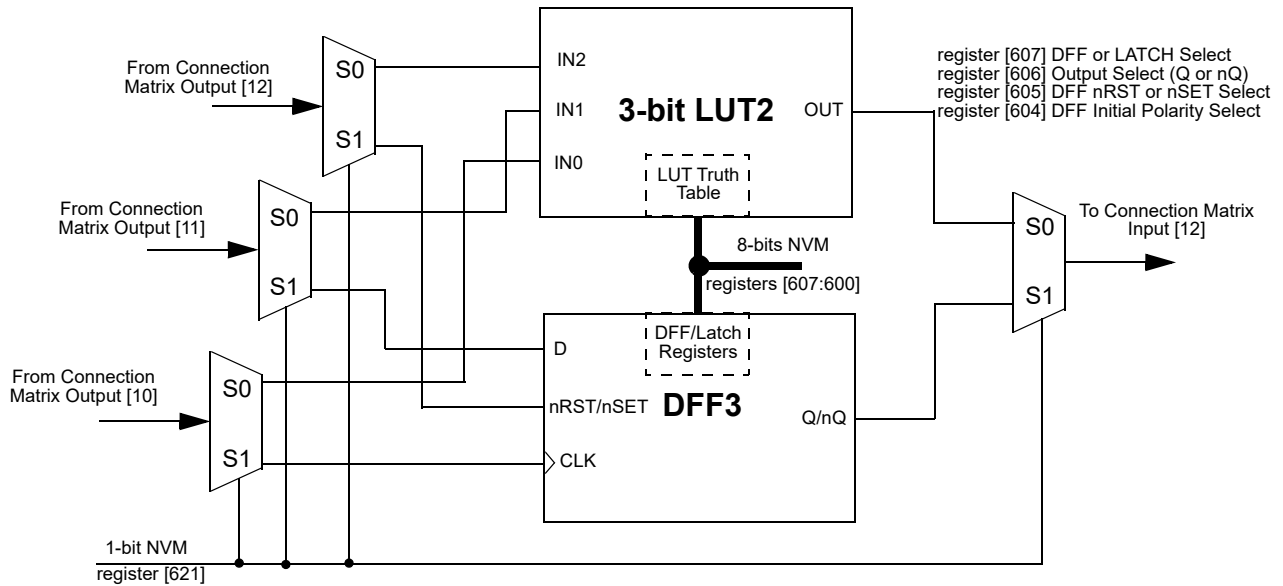 From Connection
Matrix Output [12]
S0
S1
IN2
IN1
IN0
3-bit LUT2
OUT
LUT Truth
Table
register [607] DFF or LATCH Select
register [606] Output Select (Q or nQ)
register [605] DFF nRST or nSET Select
register [604] DFF Initial Polarity Select
From Connection
Matrix Output [11]
S0
S1
8-bits NVM
registers [607:600]
S0
S1
To Connection Matrix
Input [12]
From Connection
Matrix Output [10]
S0
S1
DFF/Latch
Registers
D
nRST/nSET
CLK
DFF3
Q/nQ
1-bit NVM
register [621]